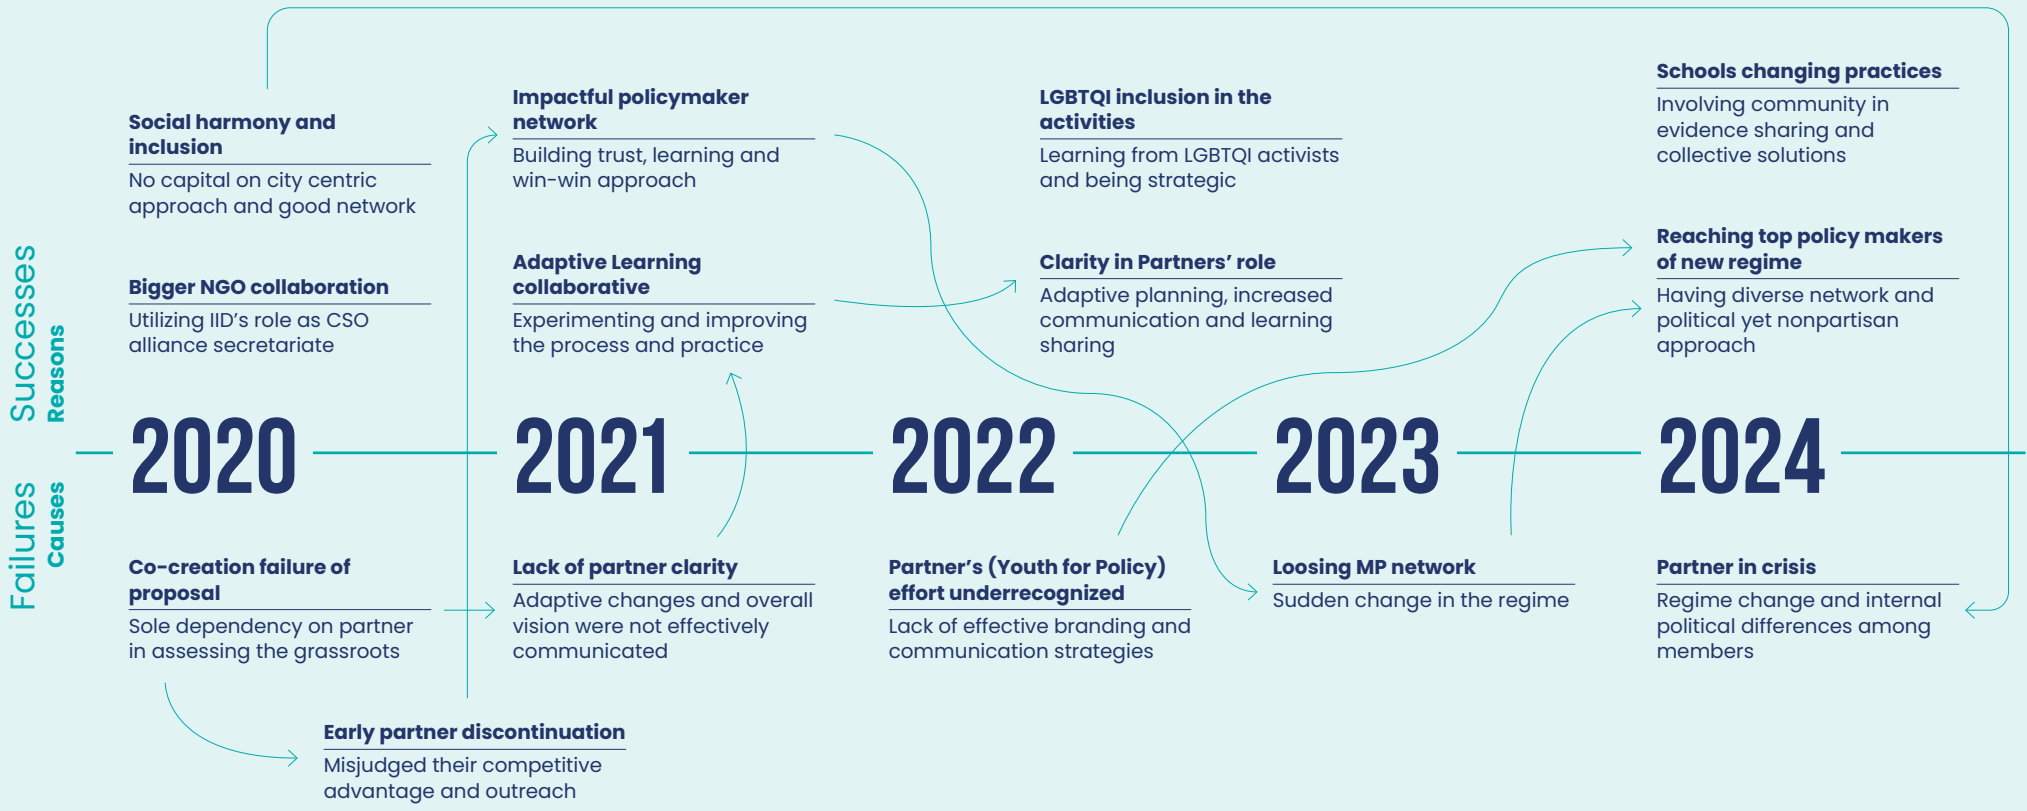 Successes
Reasons
Social harmony and
inclusion
No capital on city centric
approach and good network
Bigger NGO collaboration
Utilizing IID’s role as CSO
alliance secretariate
Impactful policymaker
network
Building trust, learning and
win-win approach
Adaptive Learning
collaborative
Experimenting and improving
the process and practice
LGBTQI inclusion in the
activities
Learning from LGBTQI activists
and being strategic
Clarity in Partners’ role
Adaptive planning, increased
communication and learning
sharing
Schools changing practices
Involving community in
evidence sharing and
collective solutions
Reaching top policy makers
of new regime
Having diverse network and
political yet nonpartisan
approach
2020
2021
2022
2023
2024
Failures
Causes
Co-creation failure of
proposal
Sole dependency on partner
in assessing the grassroots
Early partner discontinuation
Misjudged their competitive
advantage and outreach
Lack of partner clarity
Adaptive changes and overall
vision were not effectively
communicated
Partner’s (Youth for Policy)
effort underrecognized
Lack of effective branding and
communication strategies
Loosing MP network
Sudden change in the regime
Partner in crisis
Regime change and internal
political differences among
members